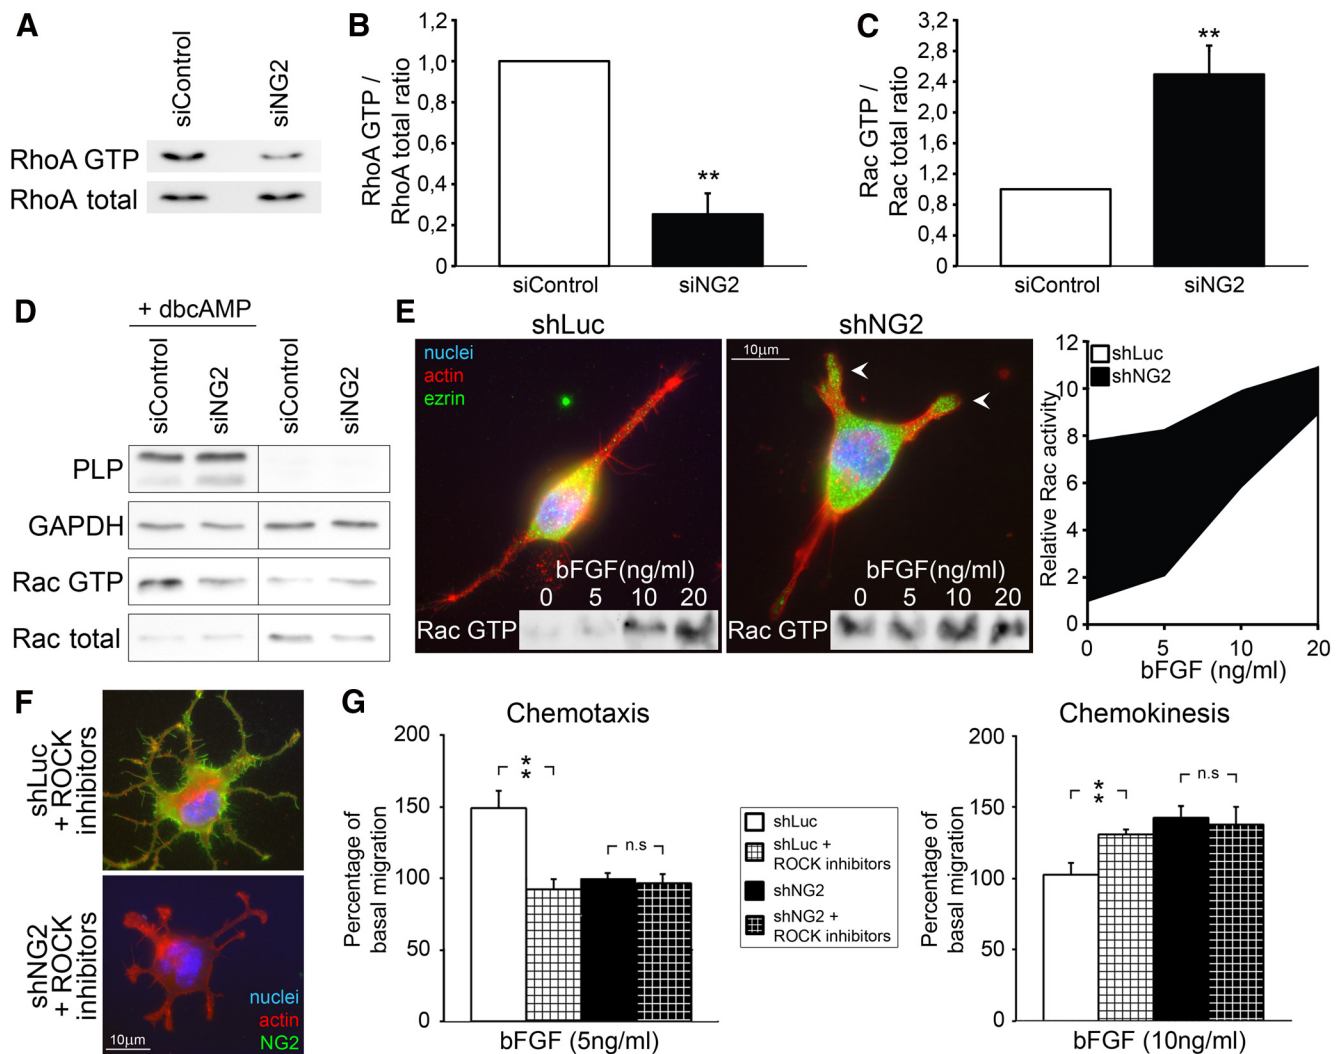 A
siControl
siNG2
RhoA GTP
RhoA total
B
RhoA GTP /
RhoA total ratio
1,2
1,0
0,8
0,6
0,4
0,2
0
**
siControl
siNG2
C
Rac GTP /
Rac total ratio
3,2
2,8
2,4
2,0
1,6
1,2
0,8
0,4
0
**
siControl
siNG2
D
+ dbcAMP
siControl
siNG2
siControl
siNG2
PLP
GAPDH
Rac GTP
Rac total
E
shLuc
nuclei
actin
ezrin
bFGF(ng/ml)
0 5 10 20
Rac GTP
shNG2
10µm
bFGF(ng/ml)
0 5 10 20
Rac GTP
Relative Rac activity
12
10
8
6
4
2
0
shLuc
shNG2
0 5 10 20
bFGF (ng/ml)
F
shLuc
+ ROCK
inhibitors
shNG2
+ ROCK
inhibitors
nuclei
actin
NG2
10µm
G
Chemotaxis
Percentage of
basal migration
200
150
100
50
0
**
n.s
bFGF (5ng/ml)
shLuc
shLuc +
ROCK inhibitors
shNG2
shNG2 +
ROCK inhibitors
Chemokinesis
Percentage of
basal migration
200
150
100
50
0
**
n.s
bFGF (10ng/ml)